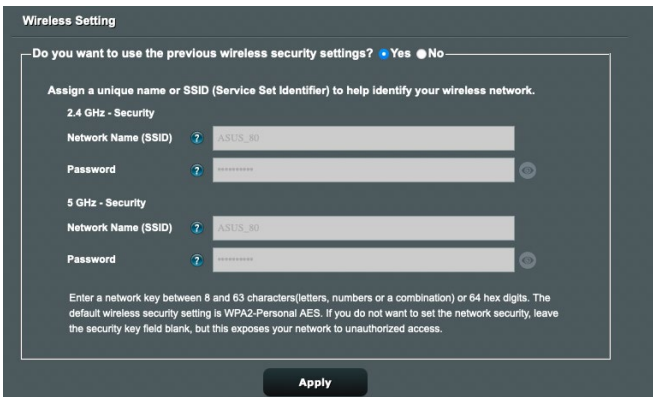 Wireless Setting
Do you want to use the previous wireless security settings? Yes No
Assign a unique name or SSID (Service Set Identifier) to help identify your wireless network.
2.4 GHz - Security
Network Name (SSID) ? ASUS_80
Password ? ••••••••••
5 GHz - Security
Network Name (SSID) ? ASUS_80
Password ? ••••••••••
Enter a network key between 8 and 63 characters(letters, numbers or a combination) or 64 hex digits. The
default wireless security setting is WPA2-Personal AES. If you do not want to set the network security, leave
the security key field blank, but this exposes your network to unauthorized access.
Apply